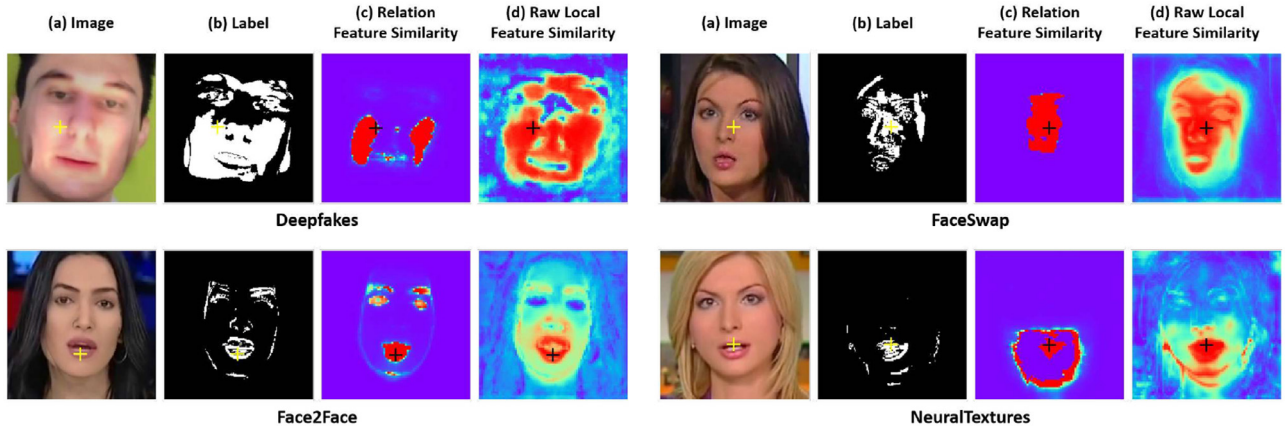 (a) Image
(b) Label
(c) Relation
Feature Similarity
(d) Raw Local
Feature Similarity
(a) Image
(b) Label
(c) Relation
Feature Similarity
(d) Raw Local
Feature Similarity
Deepfakes
FaceSwap
Face2Face
NeuralTextures